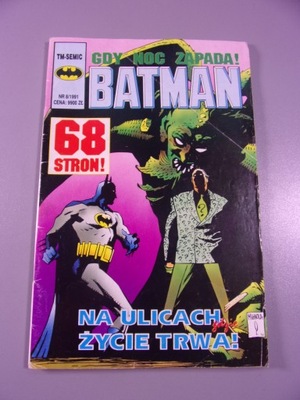 TM-SEMIC
GDY NOC ZAPADA!
BATMAN
NR 8/1991
CENA: 9900 ZŁ
68
STRON!
NA ULICACH
ŻYCIE TRWA!